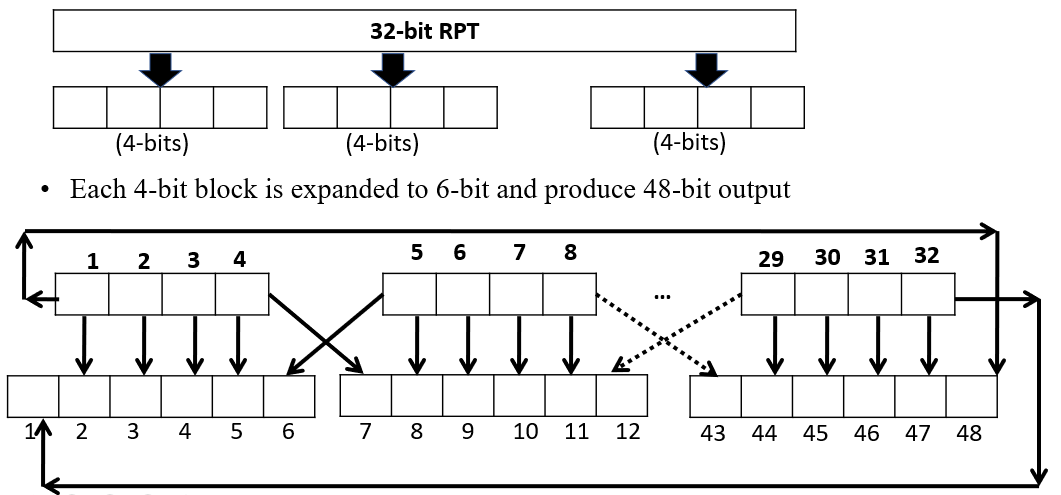 32-bit RPT
(4-bits) (4-bits) (4-bits)
• Each 4-bit block is expanded to 6-bit and produce 48-bit output
1 2 3 4 5 6 7 8 29 30 31 32
...
1 2 3 4 5 6 7 8 9 10 11 12 43 44 45 46 47 48